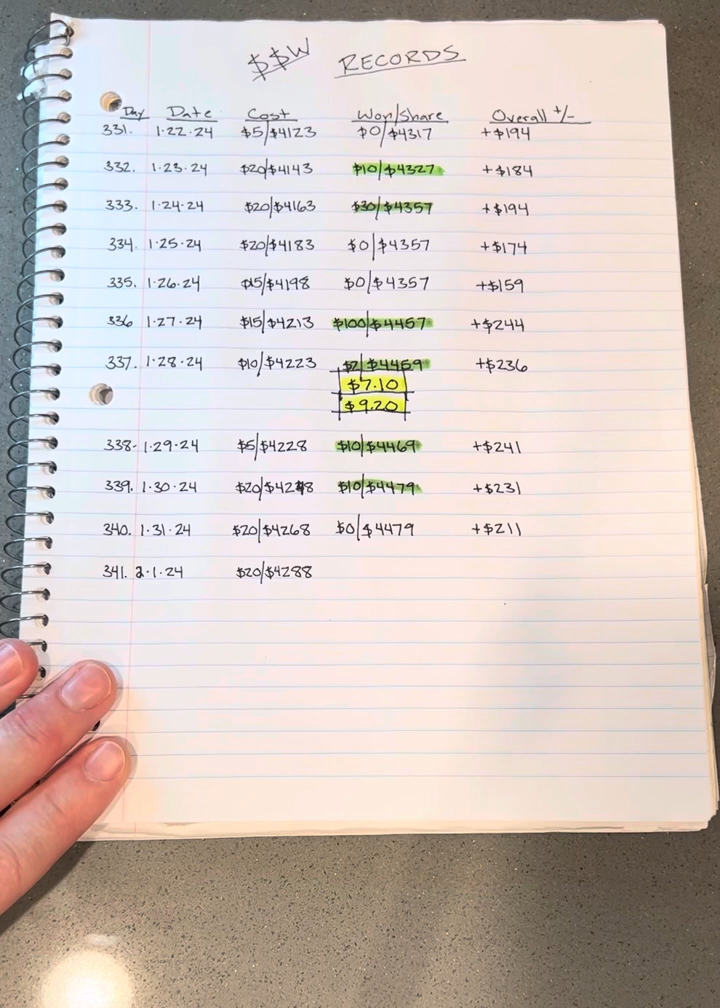 $$W RECORDS
Day Date Cost Won/Share Overall +/-
331. 1·22·24 $5/$4123 $0/$4317 +$194
332. 1·23·24 $20/$4143 $10/$4327 +$184
333. 1·24·24 $20/$4163 $30/$4357 +$194
334. 1·25·24 $20/$4183 $0/$4357 +$174
335. 1·26·24 $15/$4198 $0/$4357 +$159
336 1·27·24 $15/$4213 $100/$4457 +$244
337. 1·28·24 $10/$4223 $2/$4459 +$236
$7.10
$9.20
338. 1·29·24 $5/$4228 $10/$4469 +$241
339. 1·30·24 $20/$4248 $10/$4479 +$231
340. 1·31·24 $20/$4268 $0/$4479 +$211
341. 2·1·24 $20/$4288